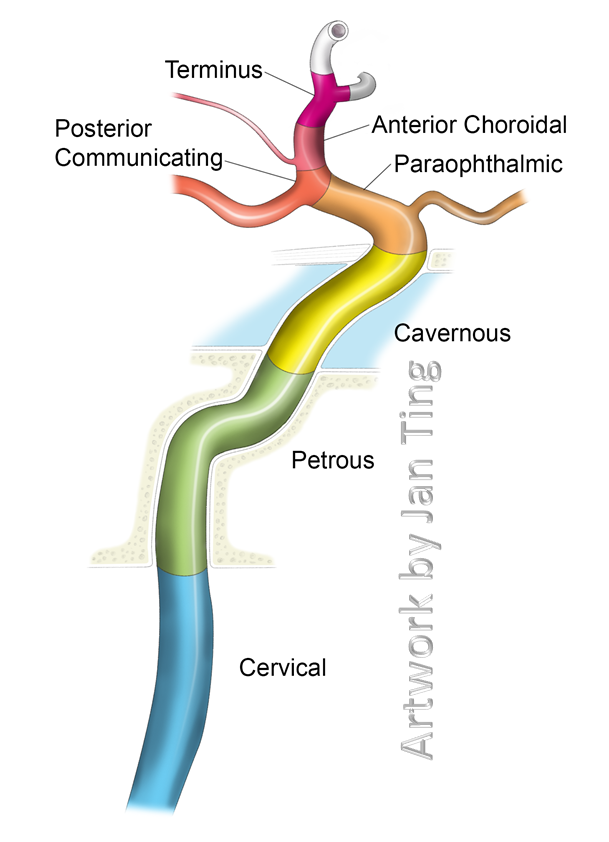 Terminus
Anterior Choroidal
Posterior
Communicating
Paraophthalmic
Cavernous
Petrous
Cervical
Artwork by Jan Ting